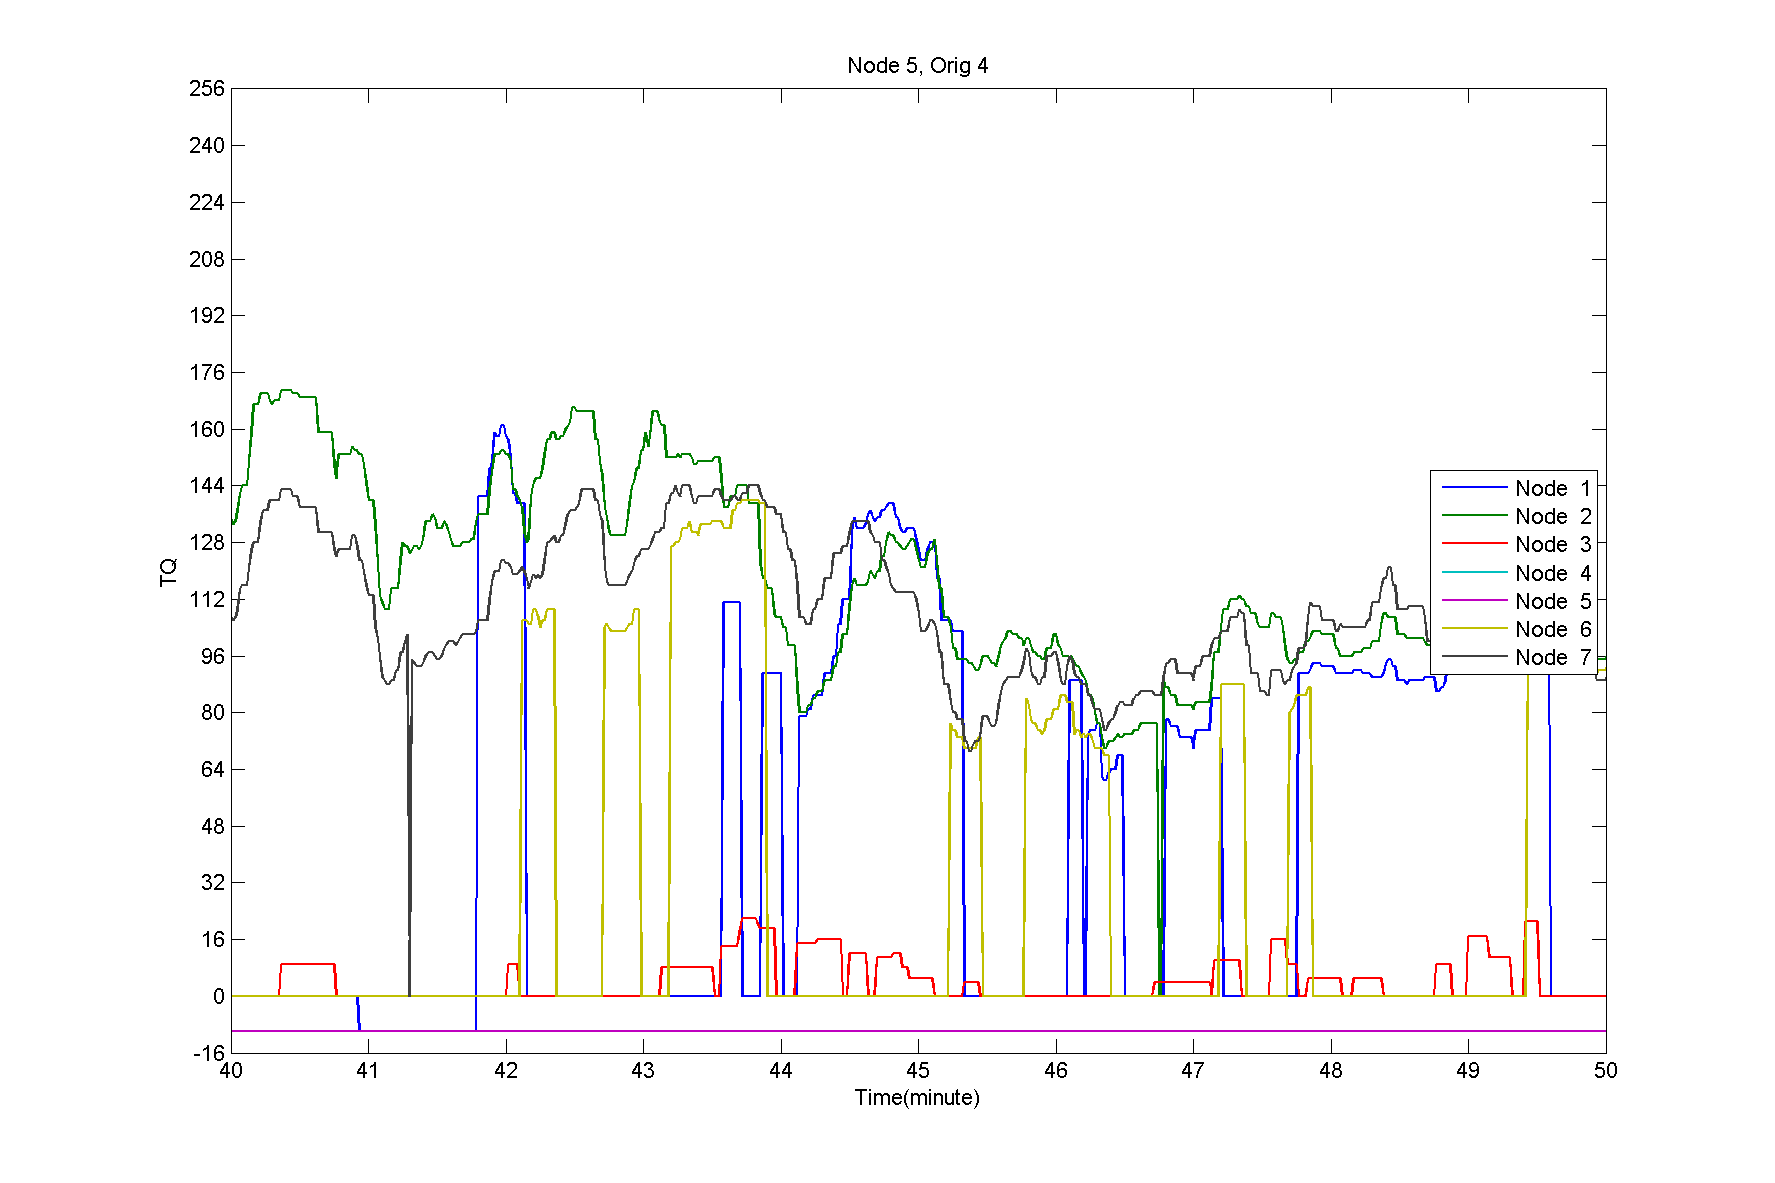 Node 5, Orig 4
256
240
224
208
192
176
160
144
128
112
96
80
64
48
32
16
0
-16
TQ
Node 1
Node 2
Node 3
Node 4
Node 5
Node 6
Node 7
40 41 42 43 44 45 46 47 48 49 50
Time(minute)